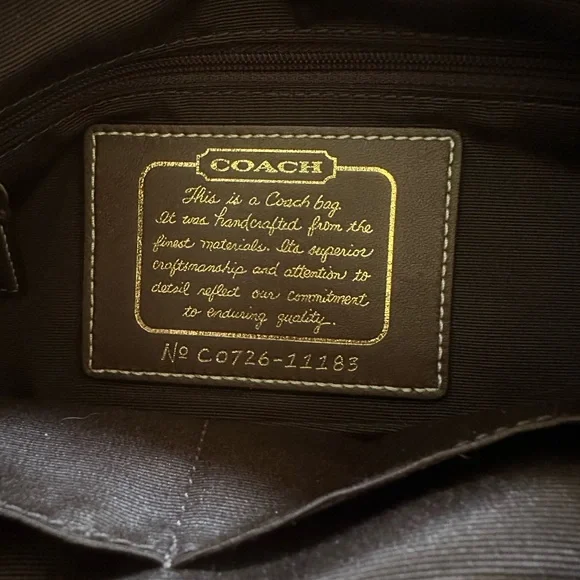 COACH
This is a Coach bag.
It was handcrafted from the
finest materials. Its superior
craftsmanship and attention to
detail reflect our commitment
to enduring quality.
Nº C0726-11183